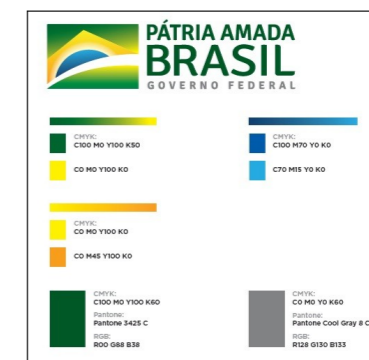 PÁTRIA AMADA
BRASIL
GOVERNO FEDERAL
CMYK:
C100 M0 Y100 K50
C0 M0 Y100 K0
CMYK:
C100 M70 Y0 K0
C70 M15 Y0 K0
CMYK:
C0 M0 Y100 K0
C0 M45 Y100 K0
CMYK:
C100 M0 Y100 K60
Pantone:
Pantone 3425 C
RGB:
R00 G88 B38
CMYK:
C0 M0 Y0 K60
Pantone:
Pantone Cool Gray 8 C
RGB:
R128 G130 B133